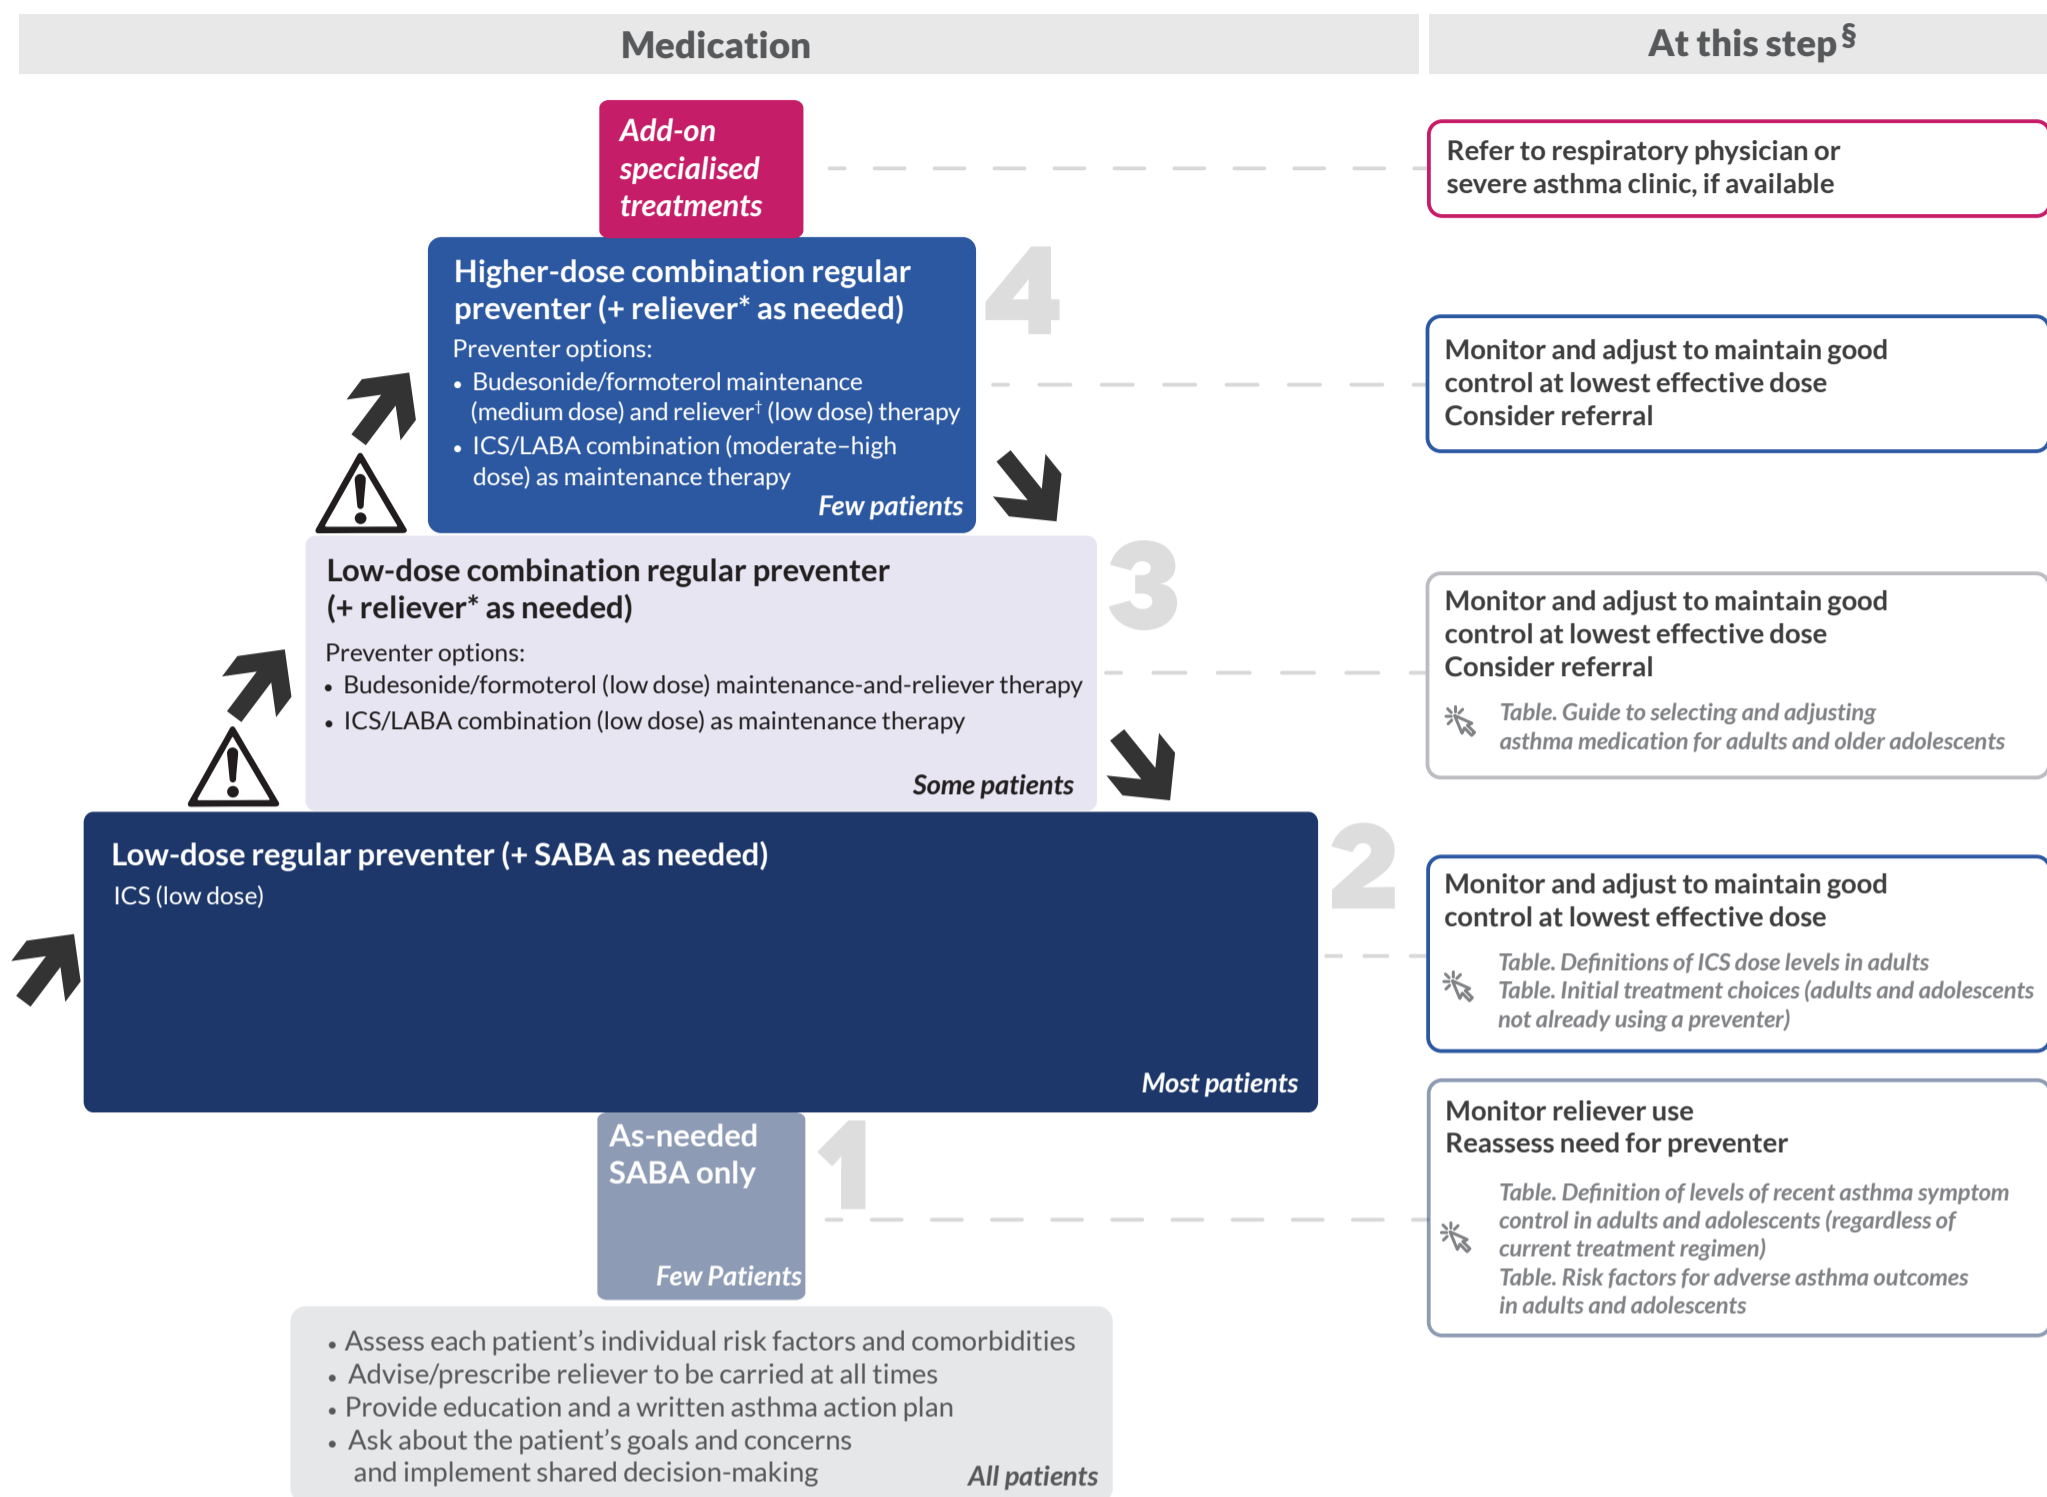 Medication
At this step§
Add-on
specialised
treatments
Refer to respiratory physician or
severe asthma clinic, if available
Higher-dose combination regular
preventer (+ reliever* as needed)
Preventer options:
• Budesonide/formoterol maintenance
(medium dose) and reliever† (low dose) therapy
• ICS/LABA combination (moderate–high
dose) as maintenance therapy
Few patients
4
Monitor and adjust to maintain good
control at lowest effective dose
Consider referral
Low-dose combination regular preventer
(+ reliever* as needed)
Preventer options:
• Budesonide/formoterol (low dose) maintenance-and-reliever therapy
• ICS/LABA combination (low dose) as maintenance therapy
Some patients
3
Monitor and adjust to maintain good
control at lowest effective dose
Consider referral
Table. Guide to selecting and adjusting
asthma medication for adults and older adolescents
Low-dose regular preventer (+ SABA as needed)
ICS (low dose)
Most patients
2
Monitor and adjust to maintain good
control at lowest effective dose
Table. Definitions of ICS dose levels in adults
Table. Initial treatment choices (adults and adolescents
not already using a preventer)
As-needed
SABA only
Few Patients
1
Monitor reliever use
Reassess need for preventer
Table. Definition of levels of recent asthma symptom
control in adults and adolescents (regardless of
current treatment regimen)
Table. Risk factors for adverse asthma outcomes
in adults and adolescents
• Assess each patient’s individual risk factors and comorbidities
• Advise/prescribe reliever to be carried at all times
• Provide education and a written asthma action plan
• Ask about the patient’s goals and concerns
and implement shared decision-making
All patients